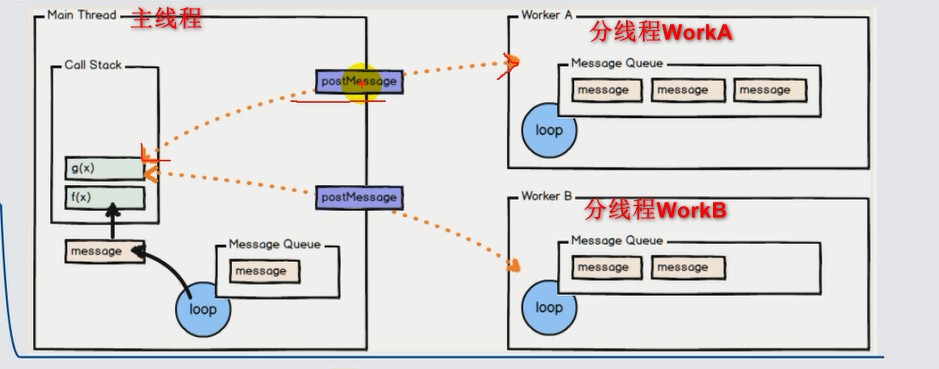 Main Thread
主线程
Call Stack
g(x)
f(x)
message
Message Queue
message
loop
postMessage
postMessage
Worker A
分线程WorkA
Message Queue
message message message
loop
Worker B
分线程WorkB
Message Queue
message message
loop